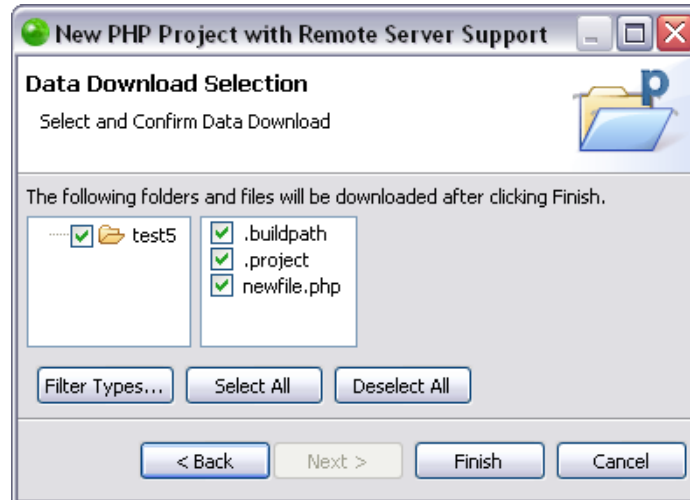 New PHP Project with Remote Server Support
Data Download Selection
Select and Confirm Data Download
p
The following folders and files will be downloaded after clicking Finish.
test5
.buildpath
.project
newfile.php
Filter Types...
Select All
Deselect All
< Back
Next >
Finish
Cancel